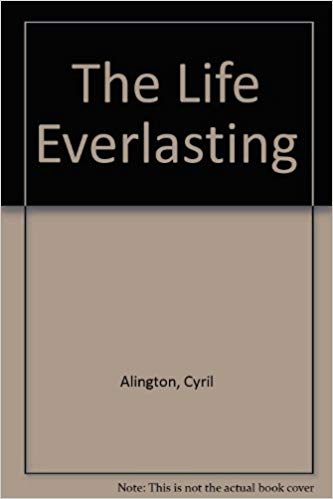 The Life
Everlasting
Alington, Cyril
Note: This is not the actual book cover